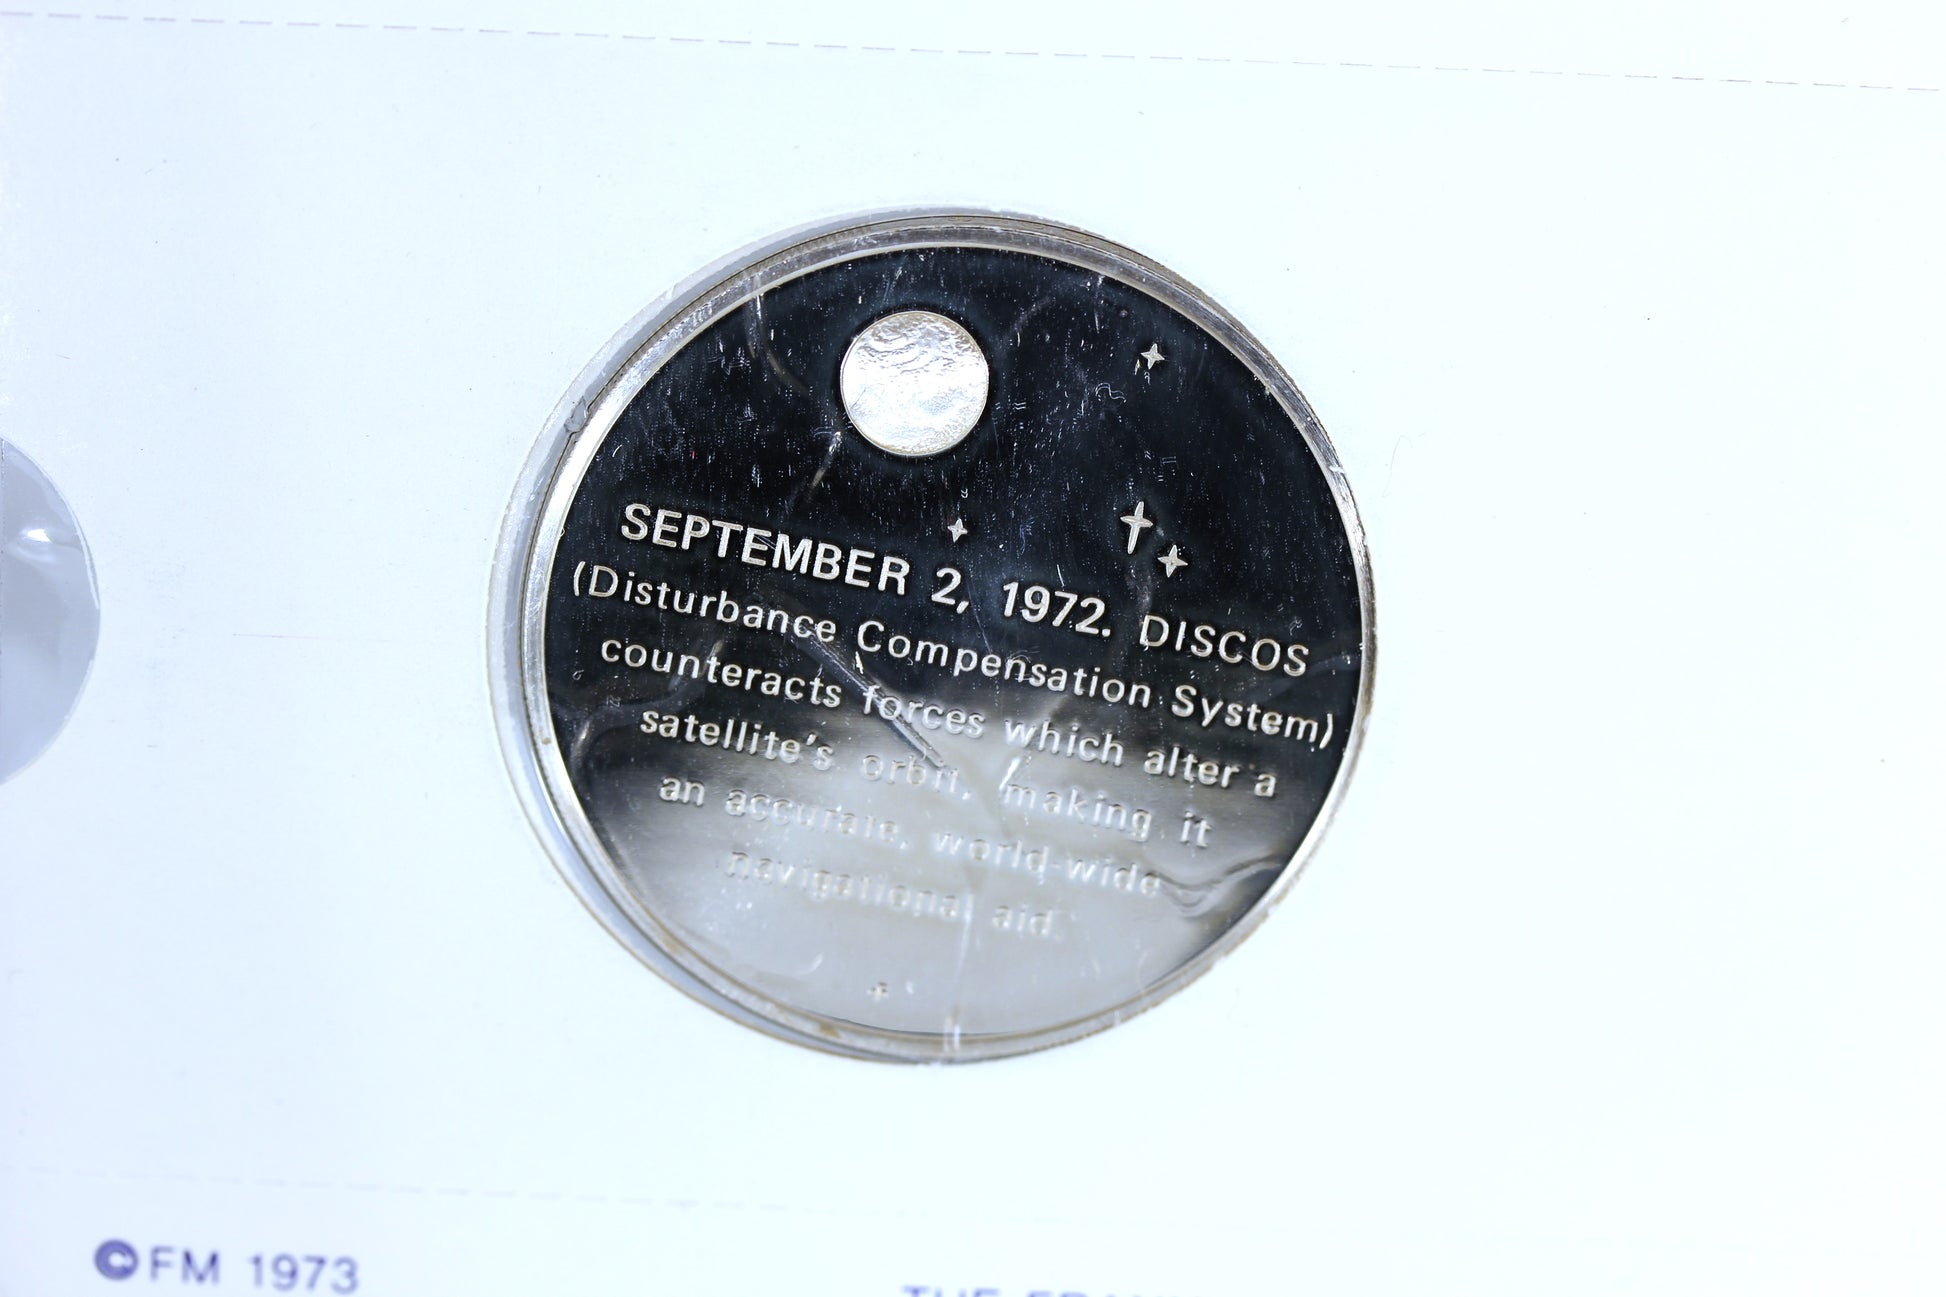 SEPTEMBER 2, 1972. DISCOS
(Disturbance Compensation System)
counteracts forces which alter a
satellite's orbit, making it
an accurate, world-wide
navigational aid.
©FM 1973
THE